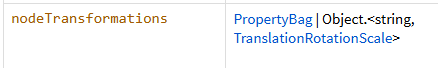 nodeTransformations PropertyBag | Object.<string,
TranslationRotationScale>